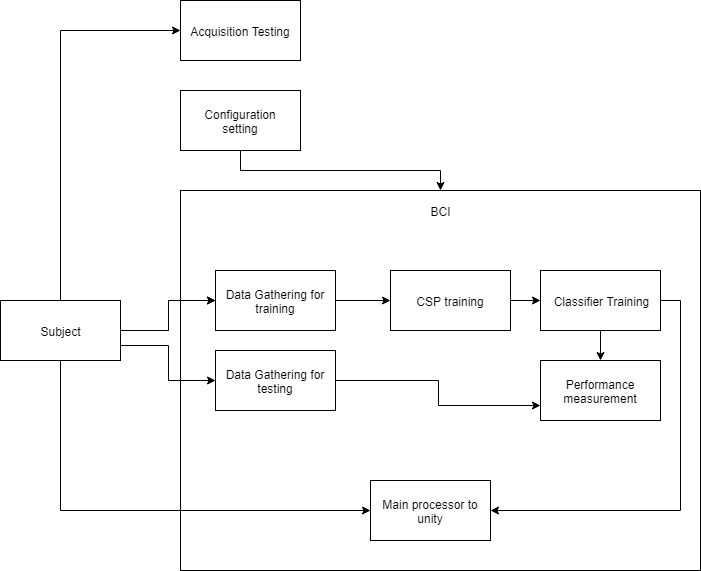 Acquisition Testing
Configuration
setting
BCI
Data Gathering for
training
CSP training
Classifier Training
Subject
Data Gathering for
testing
Performance
measurement
Main processor to
unity